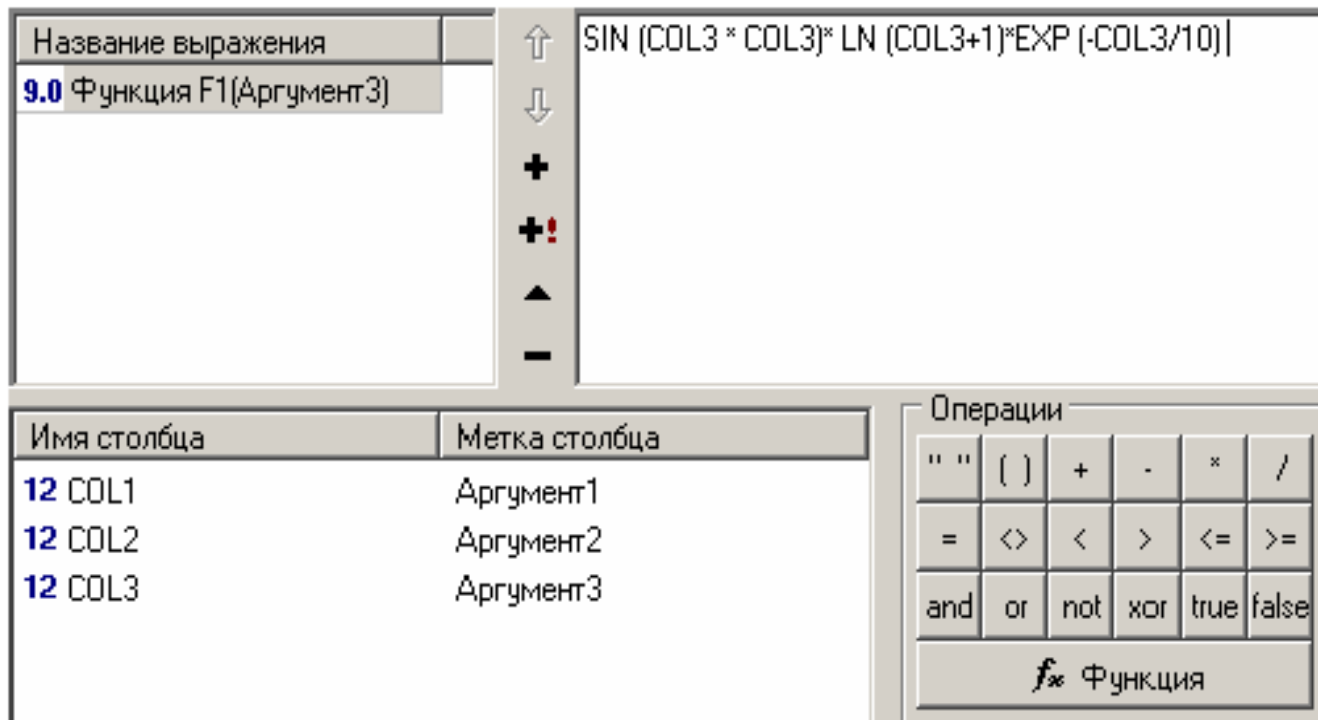 Название выражения
9.0 Функция F1(Аргумент3)
+!
SIN (COL3 * COL3)* LN (COL3+1)*EXP (-COL3/10)
Имя столбца Метка столбца
12 COL1 Аргумент1
12 COL2 Аргумент2
12 COL3 Аргумент3
Операции
" " ( ) + - * /
= <> < > <= >=
and or not xor true false
fx Функция